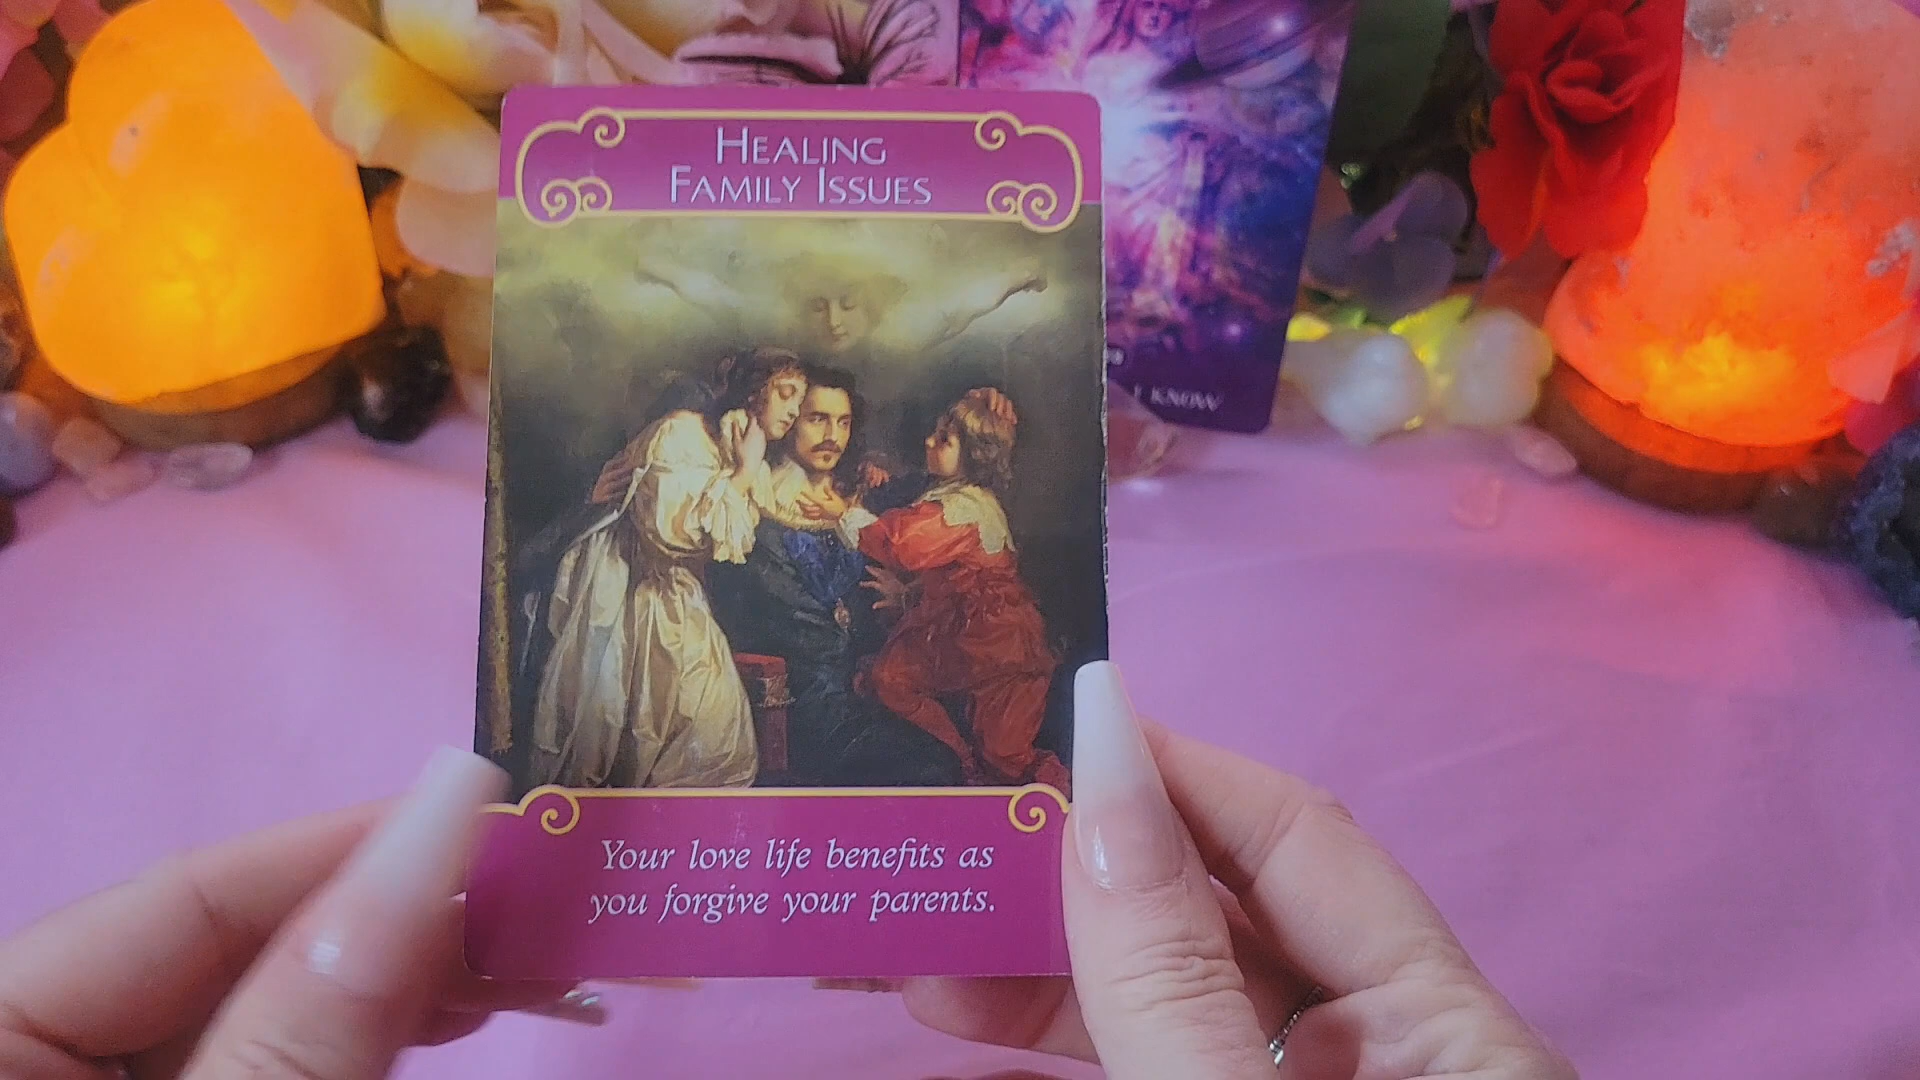 HEALING
FAMILY ISSUES
I KNOW
Your love life benefits as
you forgive your parents.